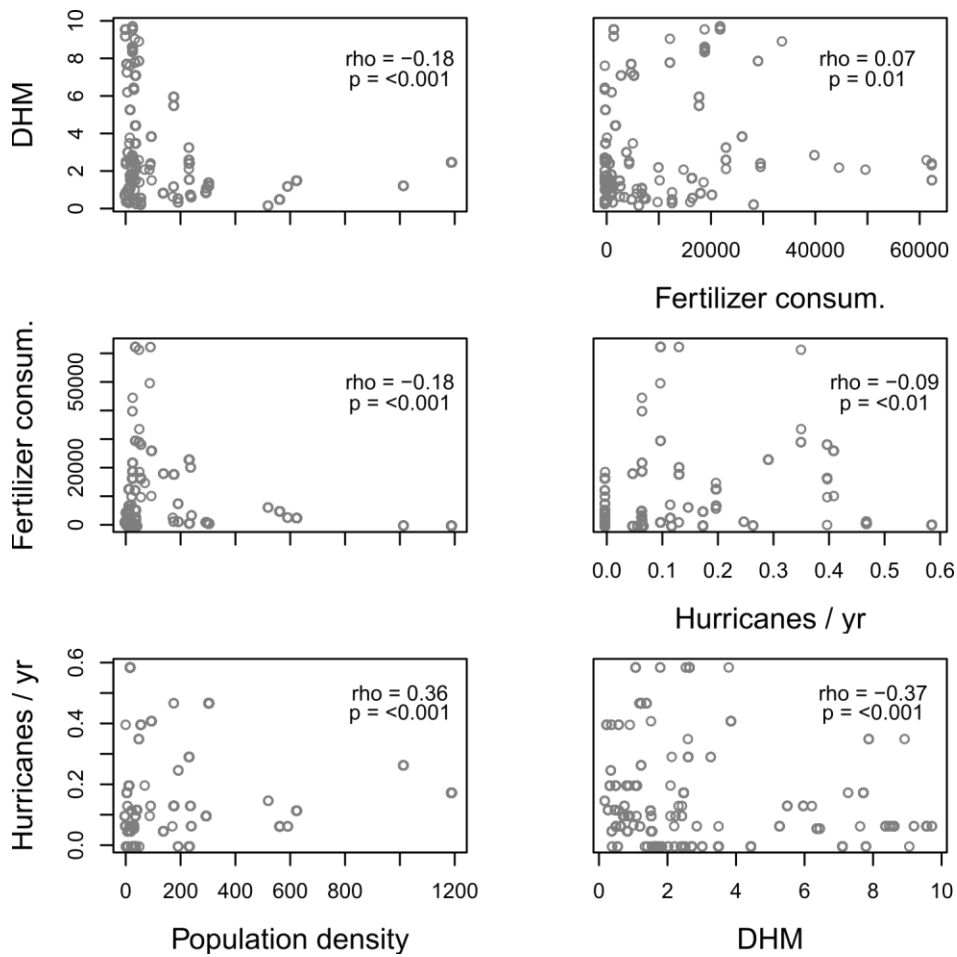 DHM
10
8
6
4
2
0
rho = −0.18
p = <0.001
rho = 0.07
p = 0.01
0
20000
40000
60000
Fertilizer consum.
Fertilizer consum.
50000
20000
0
rho = −0.18
p = <0.001
rho = −0.09
p = <0.01
0.0
0.1
0.2
0.3
0.4
0.5
0.6
Hurricanes / yr
Hurricanes / yr
0.6
0.4
0.2
0.0
rho = 0.36
p = <0.001
rho = −0.37
p = <0.001
0
200
400
600
800
1000
1200
Population density
0
2
4
6
8
10
DHM